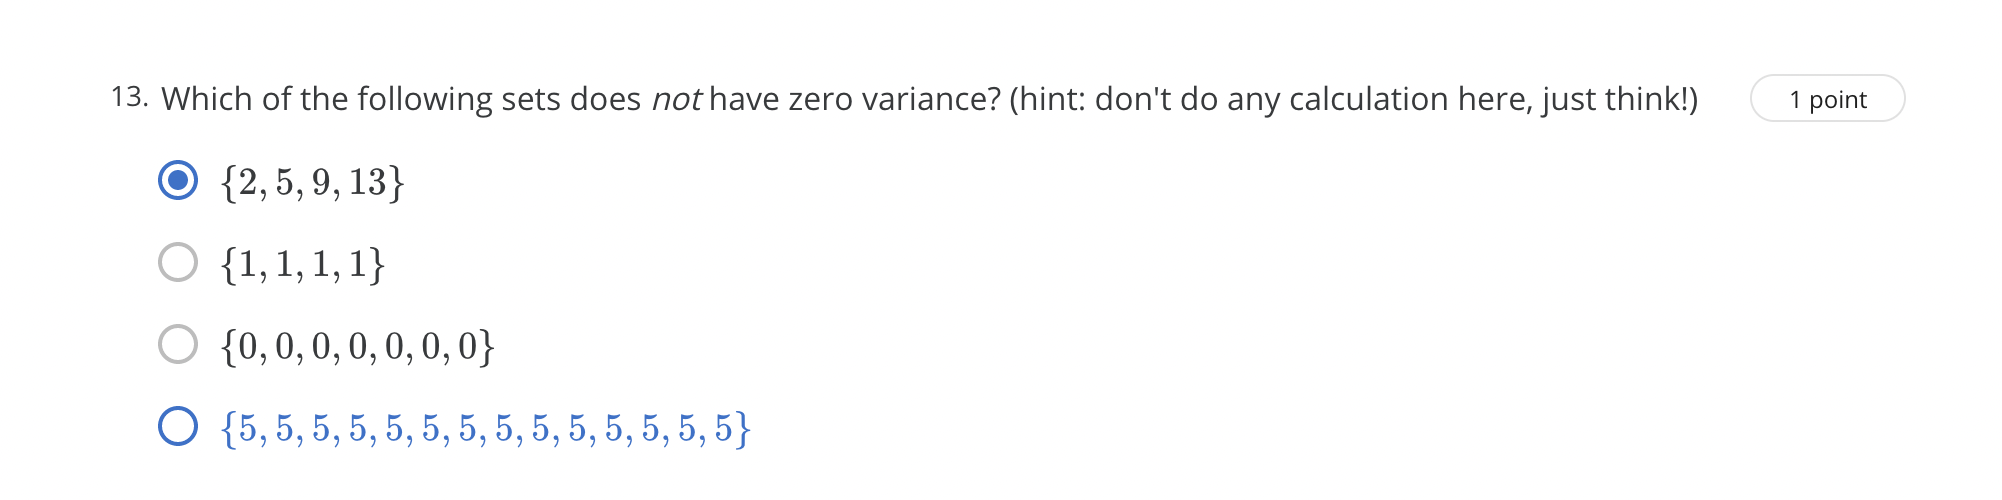 13. Which of the following sets does not have zero variance? (hint: don't do any calculation here, just think!) 1 point
{2, 5, 9, 13}
{1, 1, 1, 1}
{0, 0, 0, 0, 0, 0, 0}
{5, 5, 5, 5, 5, 5, 5, 5, 5, 5, 5, 5, 5, 5}